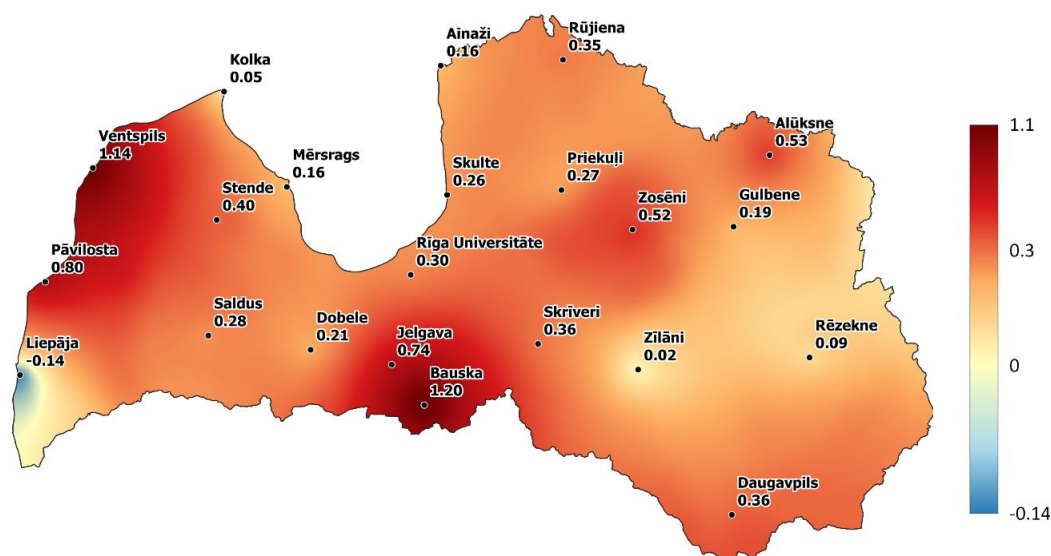 Ainaži
0.16
Rūjiena
0.35
Kolka
0.05
Ventspils
1.14
Alūksne
0.53
Mērsrags
0.16
Skulte
0.26
Priekuļi
0.27
Stende
0.40
Zosēni
0.52
Gulbene
0.19
Pāvilosta
0.80
Rīga Universitāte
0.30
Saldus
0.28
Dobele
0.21
Jelgava
0.74
Skrīveri
0.36
Zīlāni
0.02
Rēzekne
0.09
Liepāja
-0.14
Bauska
1.20
Daugavpils
0.36
1.1
0.3
0
-0.14